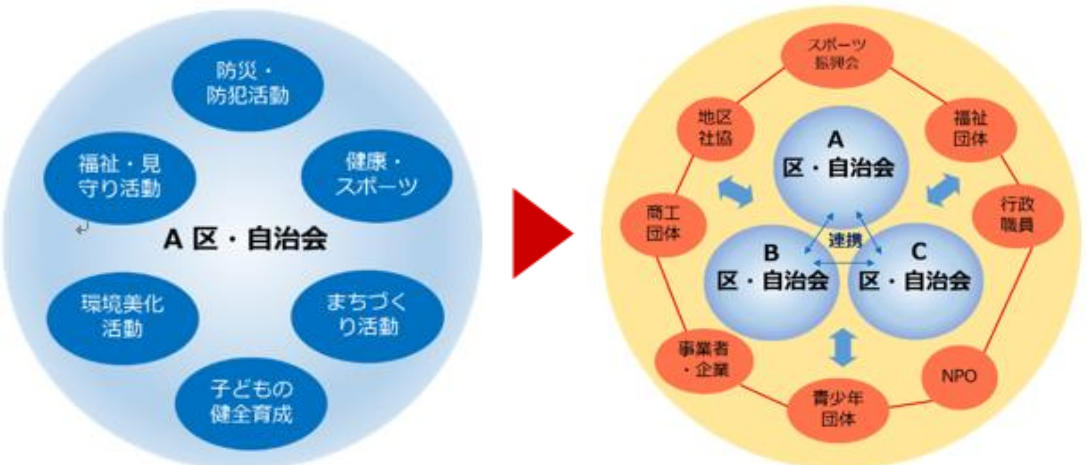 防災・
防犯活動
福祉・見
守り活動
健康・
スポーツ
A 区・自治会
環境美化
活動
まちづく
り活動
子どもの
健全育成
スポーツ
振興会
地区
社協
福祉
団体
A
区・自治会
商工
団体
行政
職員
連携
B
区・自治会
C
区・自治会
事業者
・企業
NPO
青少年
団体